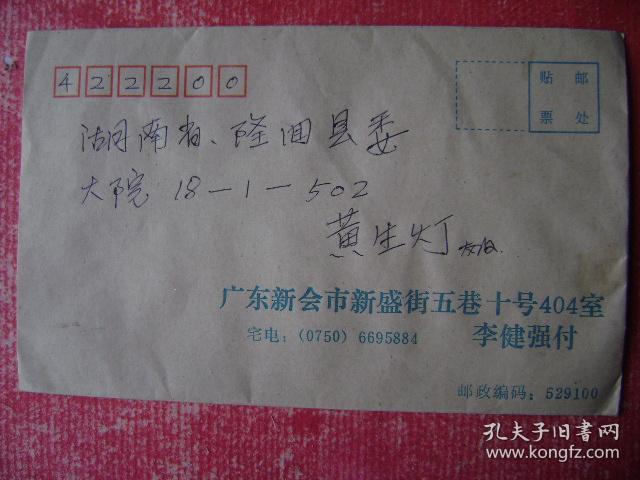 422200
贴邮
票处
湖南省、隆回县委
大院 18-1-502
黄生灯
广东新会市新盛街五巷十号404室
宅电:(0750) 6695884 李健强付
邮政编码:529100
孔夫子旧书网
www.kongfz.com